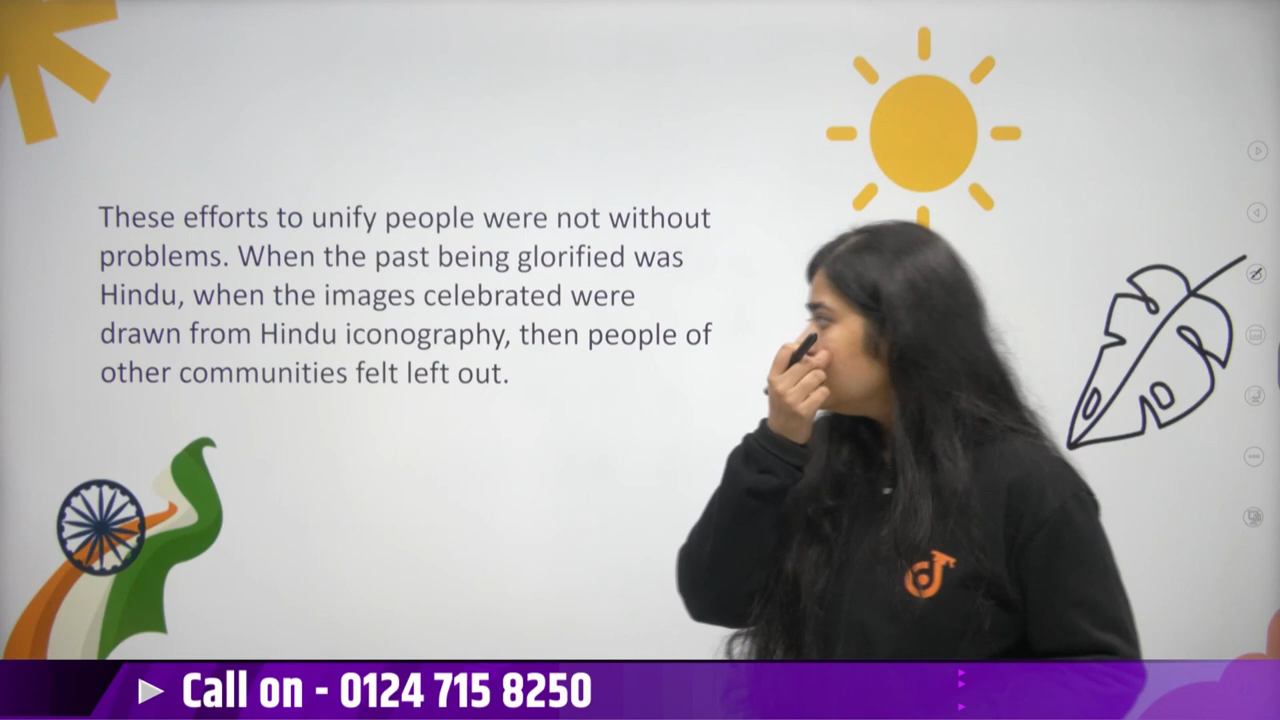 These efforts to unify people were not without
problems. When the past being glorified was
Hindu, when the images celebrated were
drawn from Hindu iconography, then people of
other communities felt left out.
Call on - 0124 715 8250